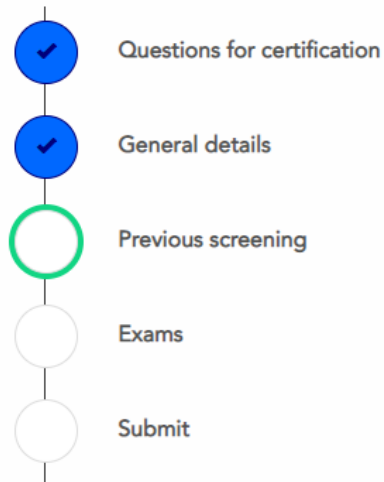 Questions for certification
General details
Previous screening
Exams
Submit